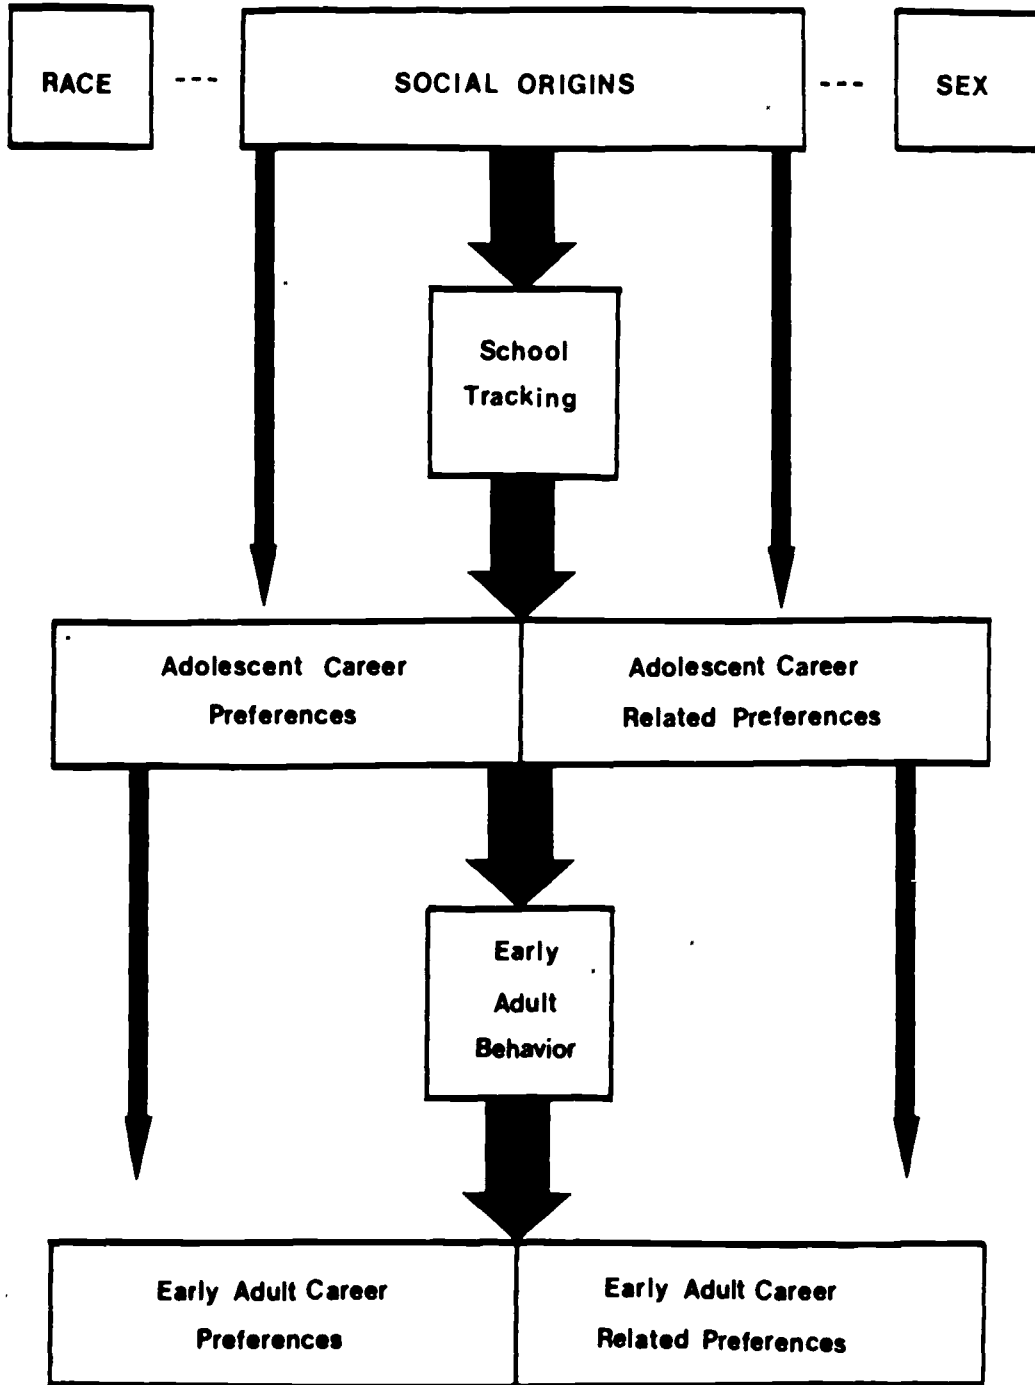 RACE --- SOCIAL ORIGINS --- SEX
School
Tracking
Adolescent Career
Preferences
Adolescent Career
Related Preferences
Early
Adult
Behavior
Early Adult Career
Preferences
Early Adult Career
Related Preferences